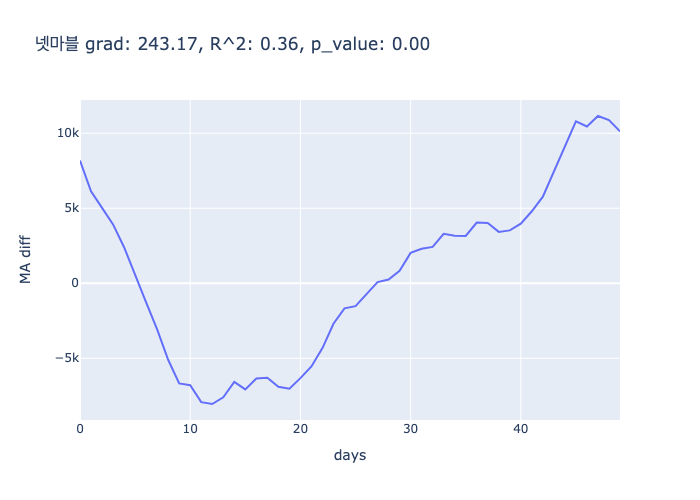 넷마블 grad: 243.17, R^2: 0.36, p_value: 0.00
10k
5k
0
−5k
MA diff
0 10 20 30 40
days